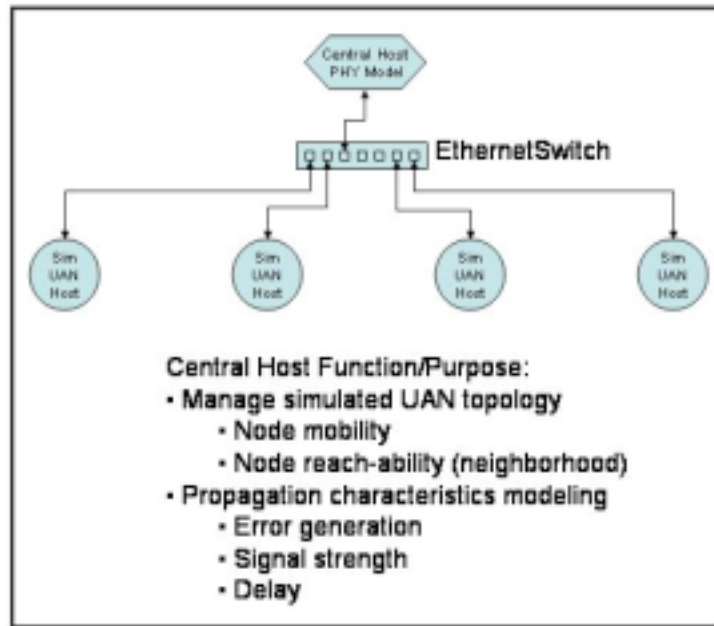 Central Host
PHY Model
EthernetSwitch
Sim
UAN
Host
Sim
UAN
Host
Sim
UAN
Host
Sim
UAN
Host
Central Host Function/Purpose:
• Manage simulated UAN topology
• Node mobility
• Node reach-ability (neighborhood)
• Propagation characteristics modeling
• Error generation
• Signal strength
• Delay